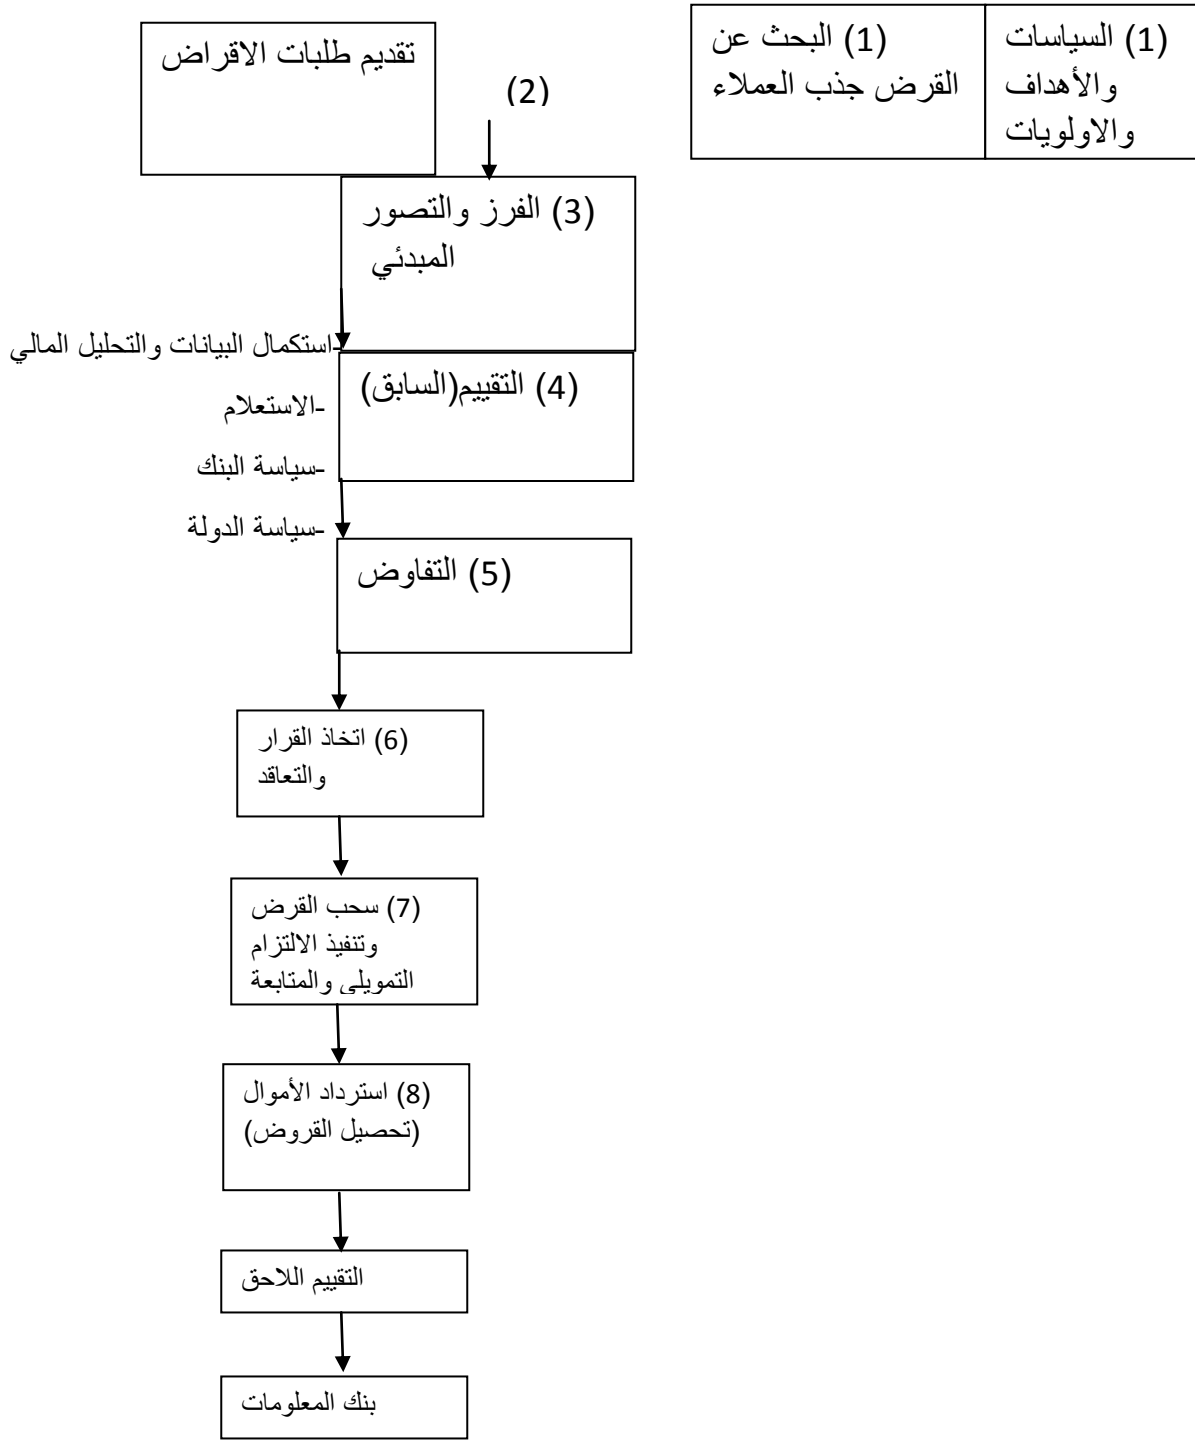 (1) السياسات
والأهداف
والاولويات
(1) البحث عن
القرض جذب العملاء
(2)
تقديم طلبات الاقراض
(3) الفرز والتصور
المبدئي
-استكمال البيانات والتحليل المالي
(4) التقييم(السابق)
-الاستعلام
-سياسة البنك
-سياسة الدولة
(5) التفاوض
(6) اتخاذ القرار
والتعاقد
(7) سحب القرض
وتنفيذ الالتزام
التمويلي والمتابعة
(8) استرداد الأموال
(تحصيل القروض)
التقييم اللاحق
بنك المعلومات